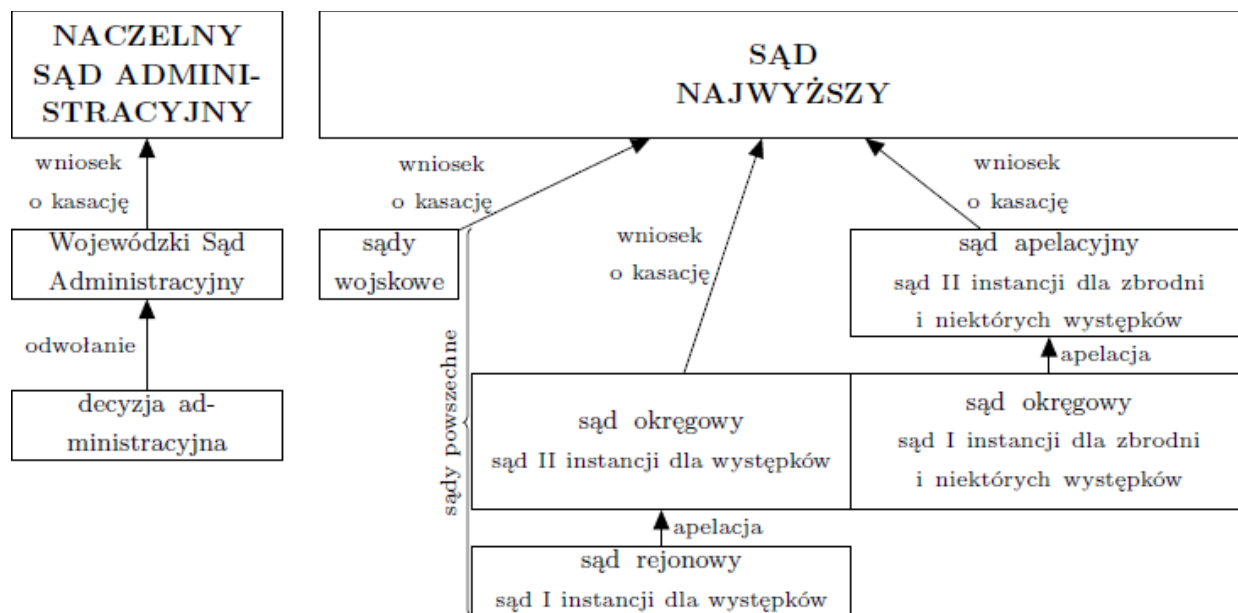 NACZELNY
SĄD ADMINI-
STRACYJNY
wniosek
o kasację
Wojewódzki Sąd
Administracyjny
odwołanie
decyzja ad-
ministracyjna
SĄD
NAJWYŻSZY
wniosek
o kasację
wniosek
o kasację
wniosek
o kasację
sądy
wojskowe
sądy powszechne
sąd apelacyjny
sąd II instancji dla zbrodni
i niektórych występków
apelacja
sąd okręgowy
sąd II instancji dla występków
sąd okręgowy
sąd I instancji dla zbrodni
i niektórych występków
apelacja
sąd rejonowy
sąd I instancji dla występków